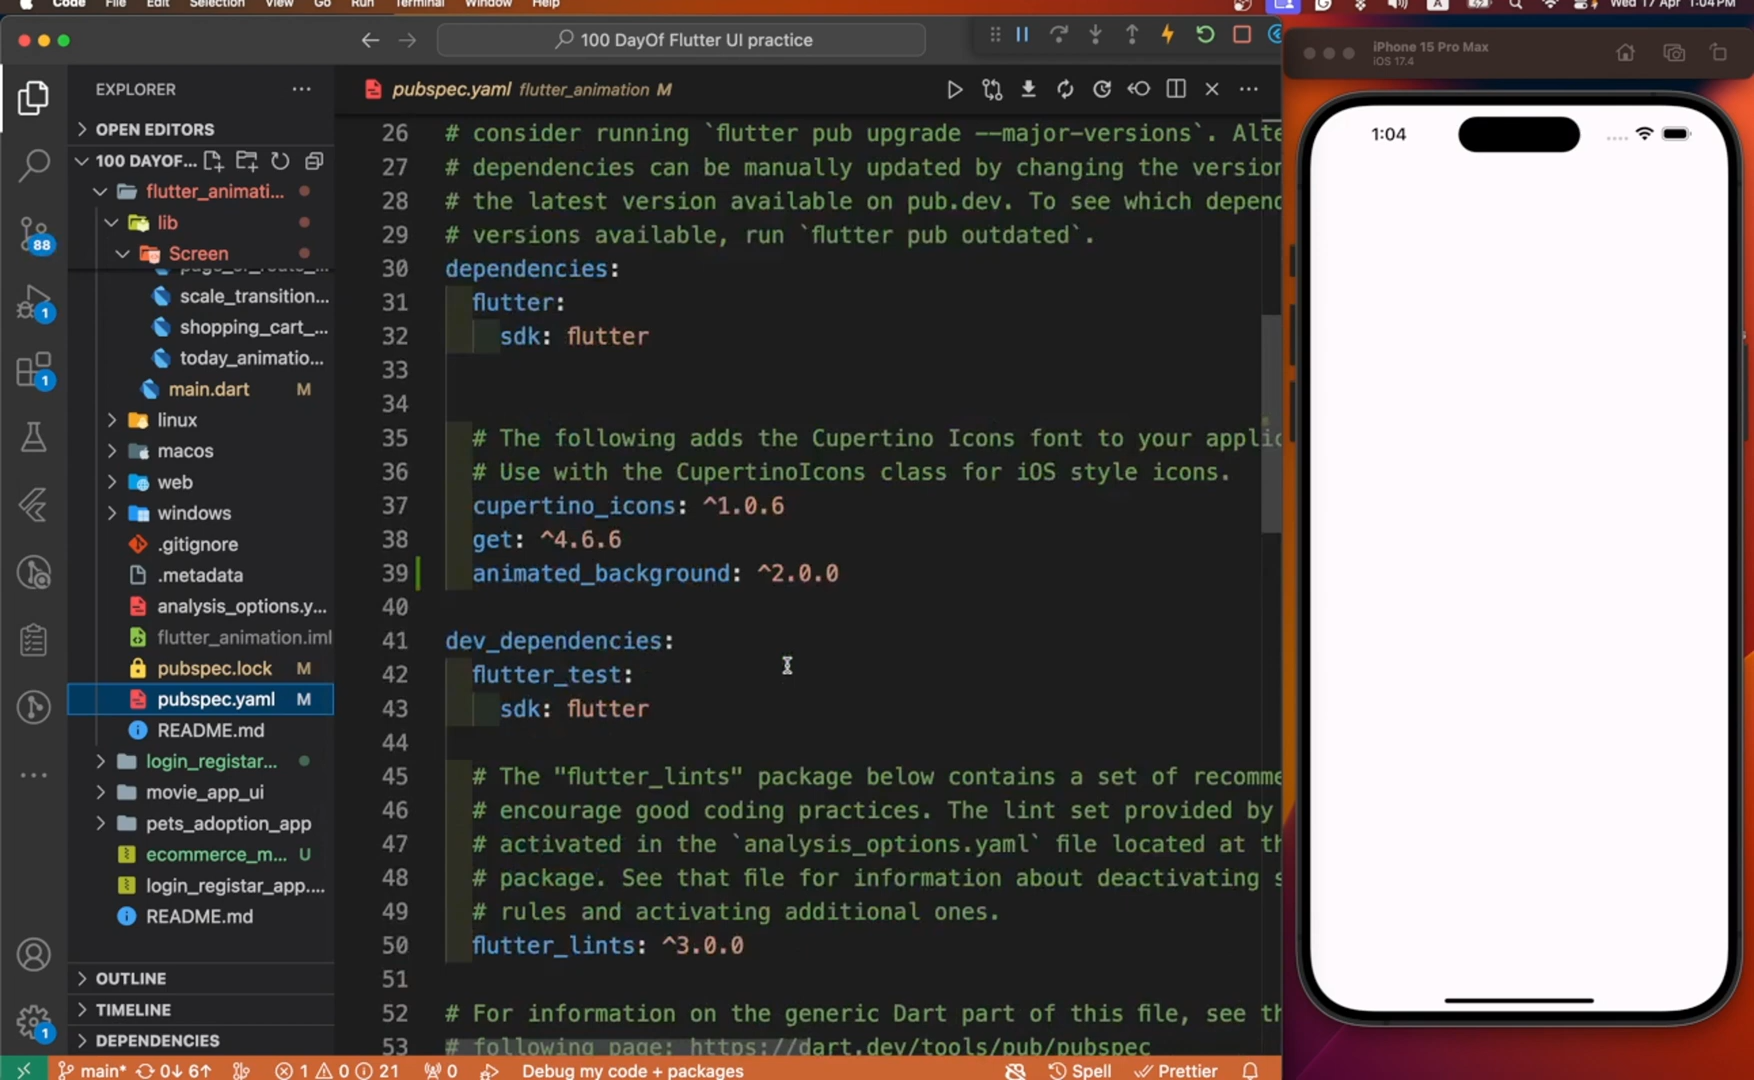 Code File Edit Selection View Go Run Terminal Window Help
A
Wed 17 Apr 1:04 PM
100 DayOf Flutter UI practice
iPhone 15 Pro Max
iOS 17.4
EXPLORER
pubspec.yaml flutter_animation M
OPEN EDITORS
100 DAYOF...
flutter_animati...
lib
Screen
scale_transition...
shopping_cart_...
today_animatio...
main.dart M
linux
macos
web
windows
.gitignore
.metadata
analysis_options.y...
flutter_animation.iml
pubspec.lock M
pubspec.yaml M
README.md
login_registar...
movie_app_ui
pets_adoption_app
ecommerce_m... U
login_registar_app....
README.md
OUTLINE
TIMELINE
DEPENDENCIES
88
1
1
1
26 # consider running `flutter pub upgrade --major-versions`. Alte
27 # dependencies can be manually updated by changing the version
28 # the latest version available on pub.dev. To see which depend
29 # versions available, run `flutter pub outdated`.
30 dependencies:
31 flutter:
32 sdk: flutter
33
34
35 # The following adds the Cupertino Icons font to your applic
36 # Use with the CupertinoIcons class for iOS style icons.
37 cupertino_icons: ^1.0.6
38 get: ^4.6.6
39 animated_background: ^2.0.0
40
41 dev_dependencies:
42 flutter_test:
43 sdk: flutter
44
45 # The "flutter_lints" package below contains a set of recomme
46 # encourage good coding practices. The lint set provided by
47 # activated in the `analysis_options.yaml` file located at th
48 # package. See that file for information about deactivating s
49 # rules and activating additional ones.
50 flutter_lints: ^3.0.0
51
52 # For information on the generic Dart part of this file, see th
53 # following page: https://dart.dev/tools/pub/pubspec
1:04
main* 0↓ 6↑ 1 0 21 0 Debug my code + packages Spell Prettier